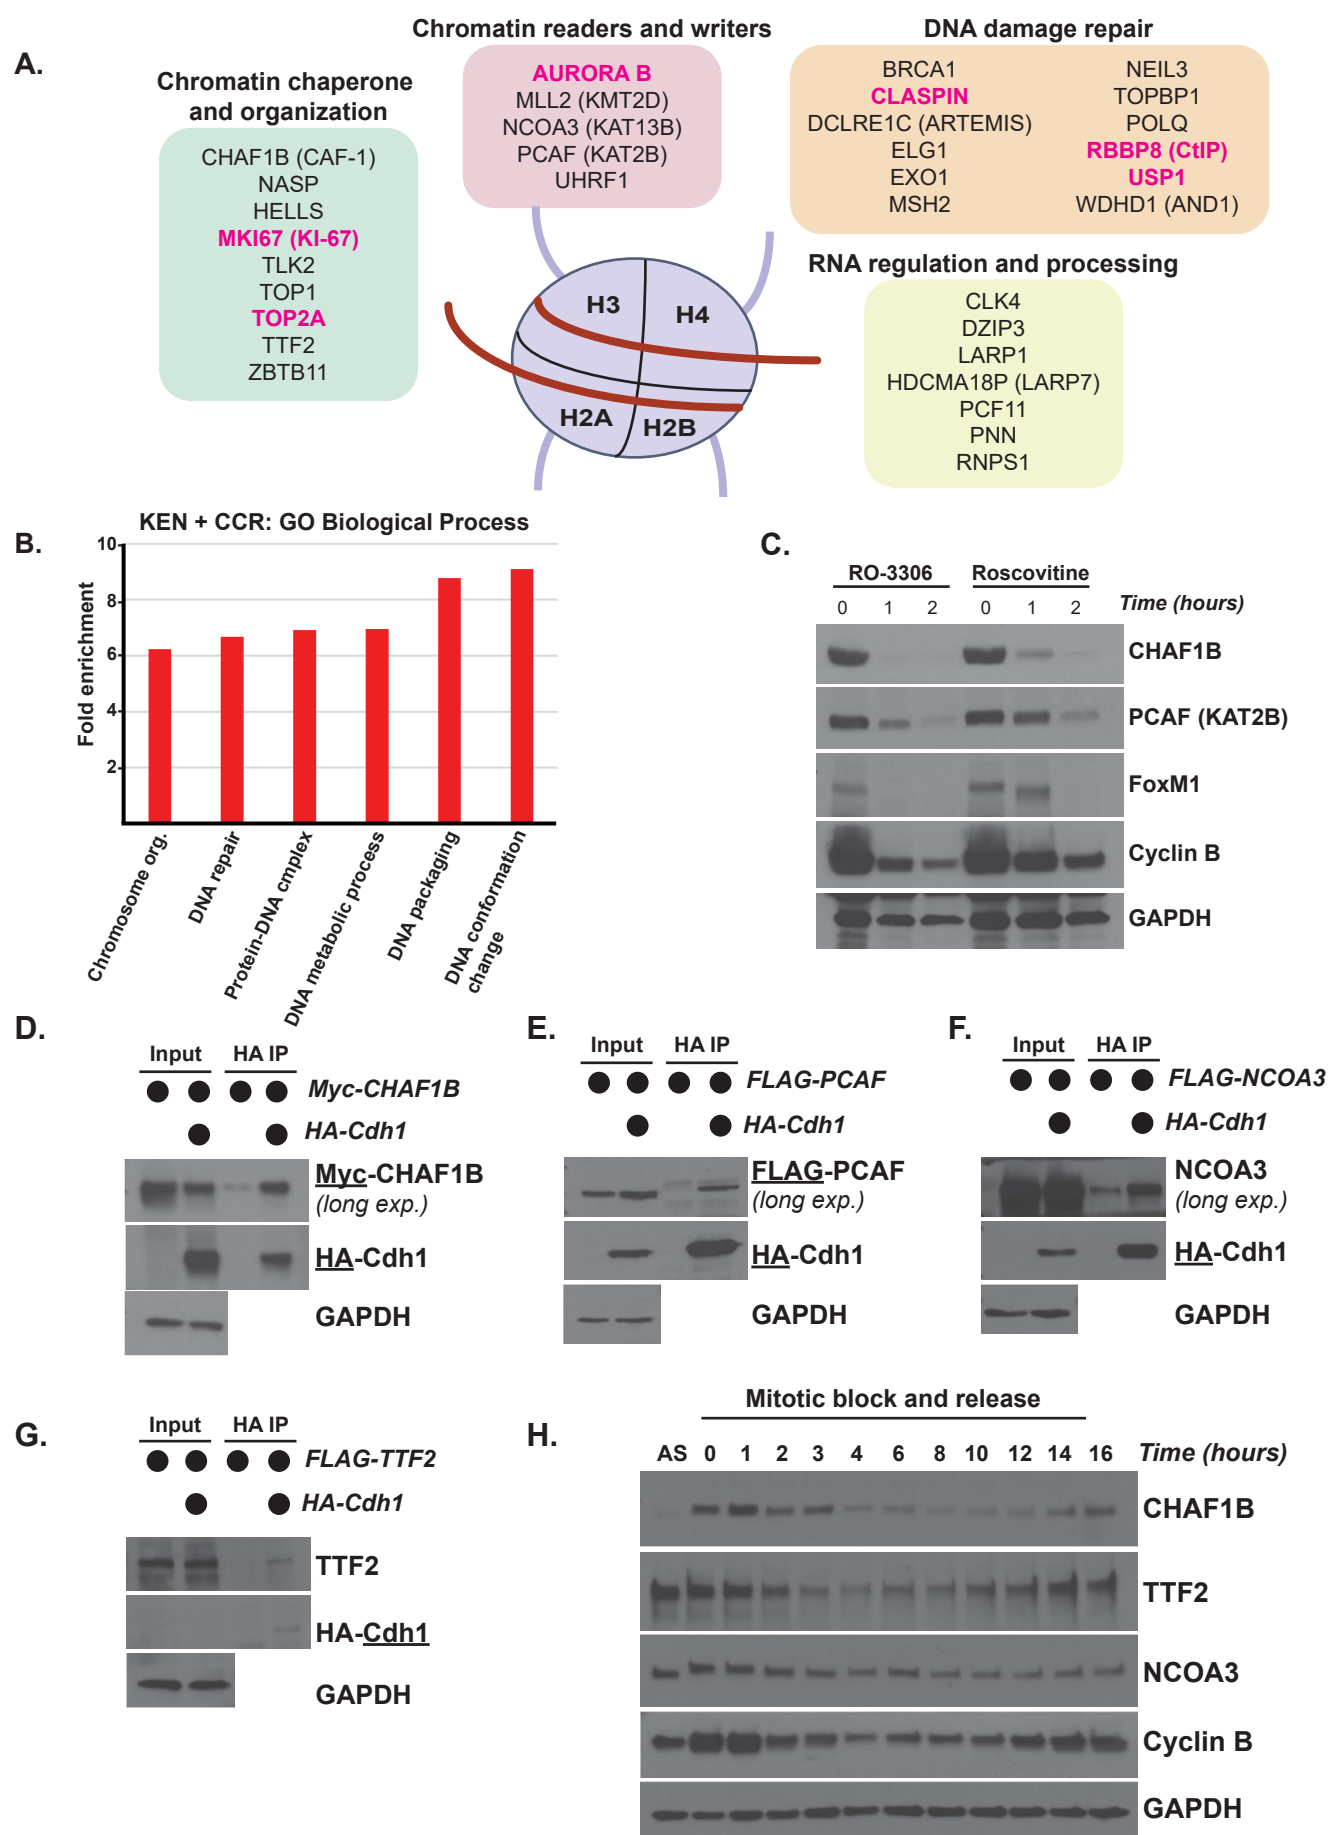 A.
Chromatin chaperone
and organization
CHAF1B (CAF-1)
NASP
HELLS
MKI67 (KI-67)
TLK2
TOP1
TOP2A
TTF2
ZBTB11
Chromatin readers and writers
AURORA B
MLL2 (KMT2D)
NCOA3 (KAT13B)
PCAF (KAT2B)
UHRF1
DNA damage repair
BRCA1
CLASPIN
DCLRE1C (ARTEMIS)
ELG1
EXO1
MSH2
NEIL3
TOPBP1
POLQ
RBBP8 (CtIP)
USP1
WDHD1 (AND1)
RNA regulation and processing
CLK4
DZIP3
LARP1
HDCMA18P (LARP7)
PCF11
PNN
RNPS1
H3
H4
H2A
H2B
B.
KEN + CCR: GO Biological Process
Fold enrichment
10
8
6
4
2
Chromosome org.
DNA repair
Protein-DNA cmplex
DNA metabolic process
DNA packaging
DNA conformation
change
C.
RO-3306 Roscovitine
0 1 2 0 1 2 Time (hours)
CHAF1B
PCAF (KAT2B)
FoxM1
Cyclin B
GAPDH
D.
Input HA IP
Myc-CHAF1B
HA-Cdh1
Myc-CHAF1B
(long exp.)
HA-Cdh1
GAPDH
E.
Input HA IP
FLAG-PCAF
HA-Cdh1
FLAG-PCAF
(long exp.)
HA-Cdh1
GAPDH
F.
Input HA IP
FLAG-NCOA3
HA-Cdh1
NCOA3
(long exp.)
HA-Cdh1
GAPDH
G.
Input HA IP
FLAG-TTF2
HA-Cdh1
TTF2
HA-Cdh1
GAPDH
H.
Mitotic block and release
AS 0 1 2 3 4 6 8 10 12 14 16 Time (hours)
CHAF1B
TTF2
NCOA3
Cyclin B
GAPDH